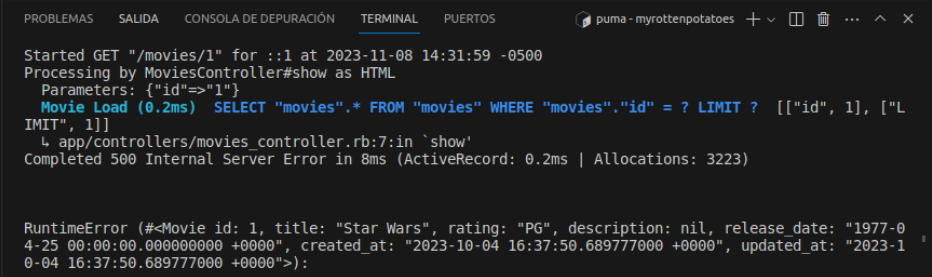 PROBLEMAS SALIDA CONSOLA DE DEPURACIÓN TERMINAL PUERTOS puma - myrottenpotatoes
Started GET "/movies/1" for ::1 at 2023-11-08 14:31:59 -0500
Processing by MoviesController#show as HTML
  Parameters: {"id"=>"1"}
  Movie Load (0.2ms)  SELECT "movies".* FROM "movies" WHERE "movies"."id" = ? LIMIT ?  [["id", 1], ["L
IMIT", 1]]
  ↳ app/controllers/movies_controller.rb:7:in `show'
Completed 500 Internal Server Error in 8ms (ActiveRecord: 0.2ms | Allocations: 3223)
RuntimeError (#<Movie id: 1, title: "Star Wars", rating: "PG", description: nil, release_date: "1977-0
4-25 00:00:00.000000000 +0000", created_at: "2023-10-04 16:37:50.689777000 +0000", updated_at: "2023-1
0-04 16:37:50.689777000 +0000">):